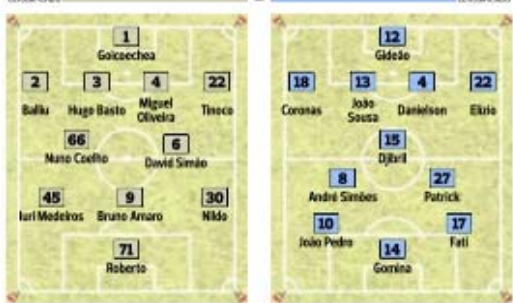 1
Goicoechea
2 3 4 22
Balliu Hugo Basto Miguel Oliveira Tinoco
66 6
Nuno Coelho David Simão
45 9 30
Iuri Medeiros Bruno Amaro Nildo
71
Roberto
12
Gideão
18 13 4 22
Coronas João Sousa Danielson Elízio
15
Djibril
8 27
André Simões Patrick
10 17
João Pedro Fati
14
Gomina